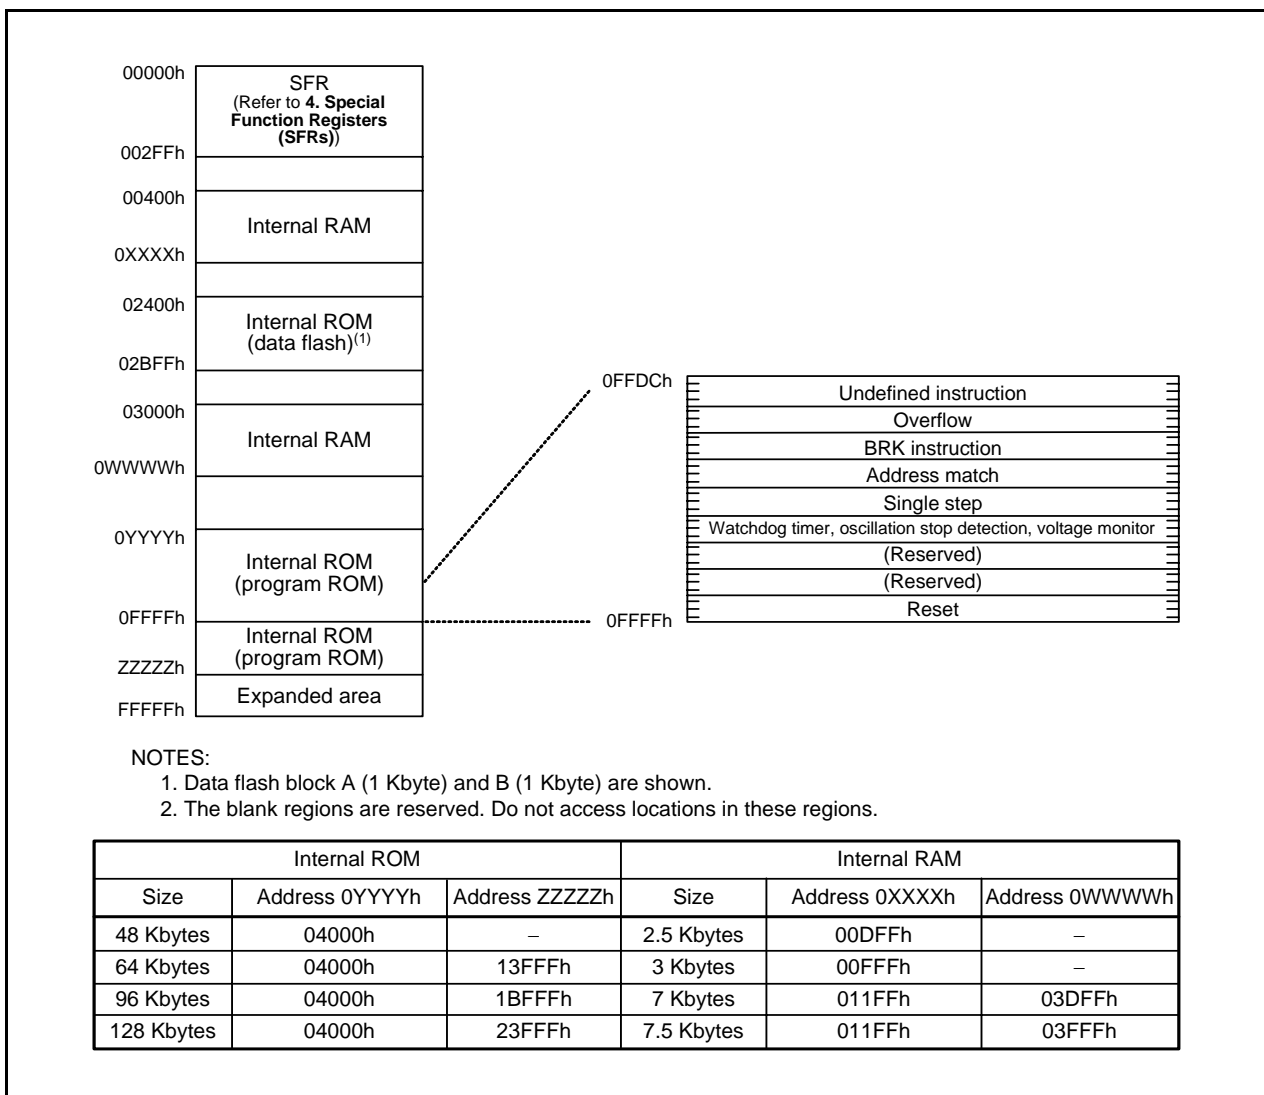 00000h
SFR
(Refer to 4. Special
Function Registers
(SFRs))
002FFh
00400h
Internal RAM
0XXXXh
02400h
Internal ROM
(data flash)(1)
02BFFh
03000h
Internal RAM
0WWWWh
0YYYYh
Internal ROM
(program ROM)
0FFFFh
Internal ROM
(program ROM)
ZZZZZh
Expanded area
FFFFFh
0FFDCh
Undefined instruction
Overflow
BRK instruction
Address match
Single step
Watchdog timer, oscillation stop detection, voltage monitor
(Reserved)
(Reserved)
Reset
0FFFFh
NOTES:
1. Data flash block A (1 Kbyte) and B (1 Kbyte) are shown.
2. The blank regions are reserved. Do not access locations in these regions.
Internal ROM Internal RAM
Size Address 0YYYYh Address ZZZZZh Size Address 0XXXXh Address 0WWWWh
48 Kbytes 04000h – 2.5 Kbytes 00DFFh –
64 Kbytes 04000h 13FFFh 3 Kbytes 00FFFh –
96 Kbytes 04000h 1BFFFh 7 Kbytes 011FFh 03DFFh
128 Kbytes 04000h 23FFFh 7.5 Kbytes 011FFh 03FFFh